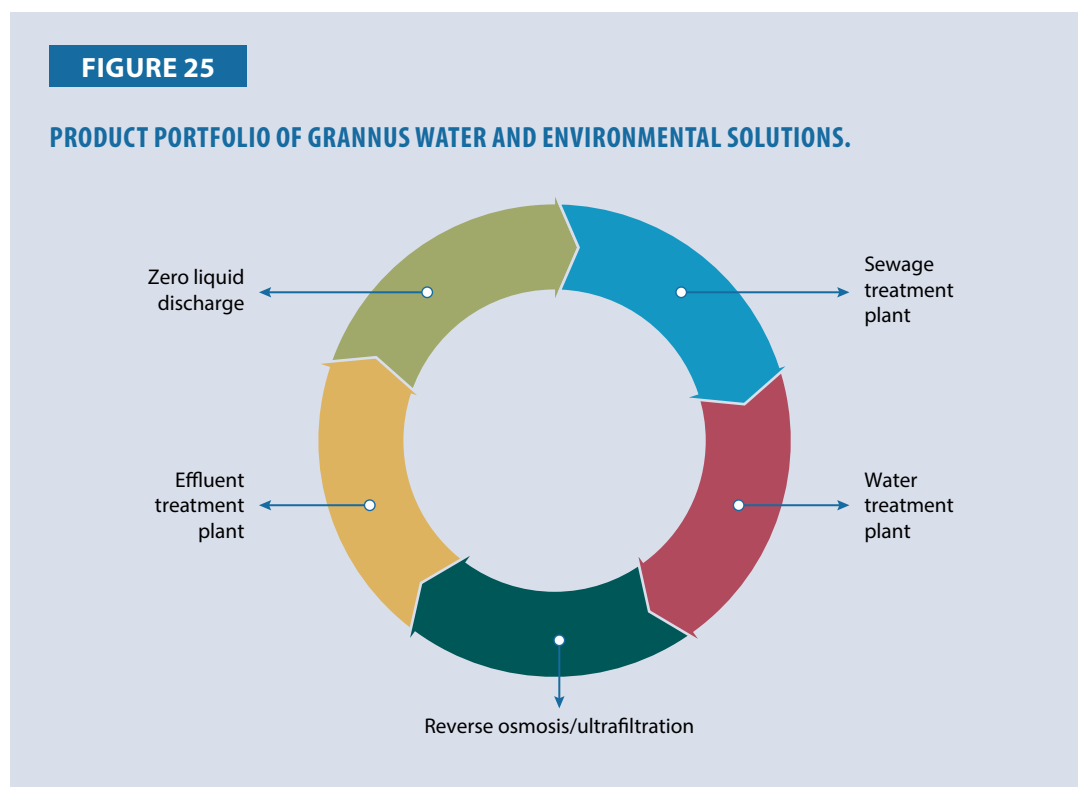 FIGURE 25
PRODUCT PORTFOLIO OF GRANNUS WATER AND ENVIRONMENTAL SOLUTIONS.
Zero liquid
discharge
Sewage
treatment
plant
Effluent
treatment
plant
Water
treatment
plant
Reverse osmosis/ultrafiltration